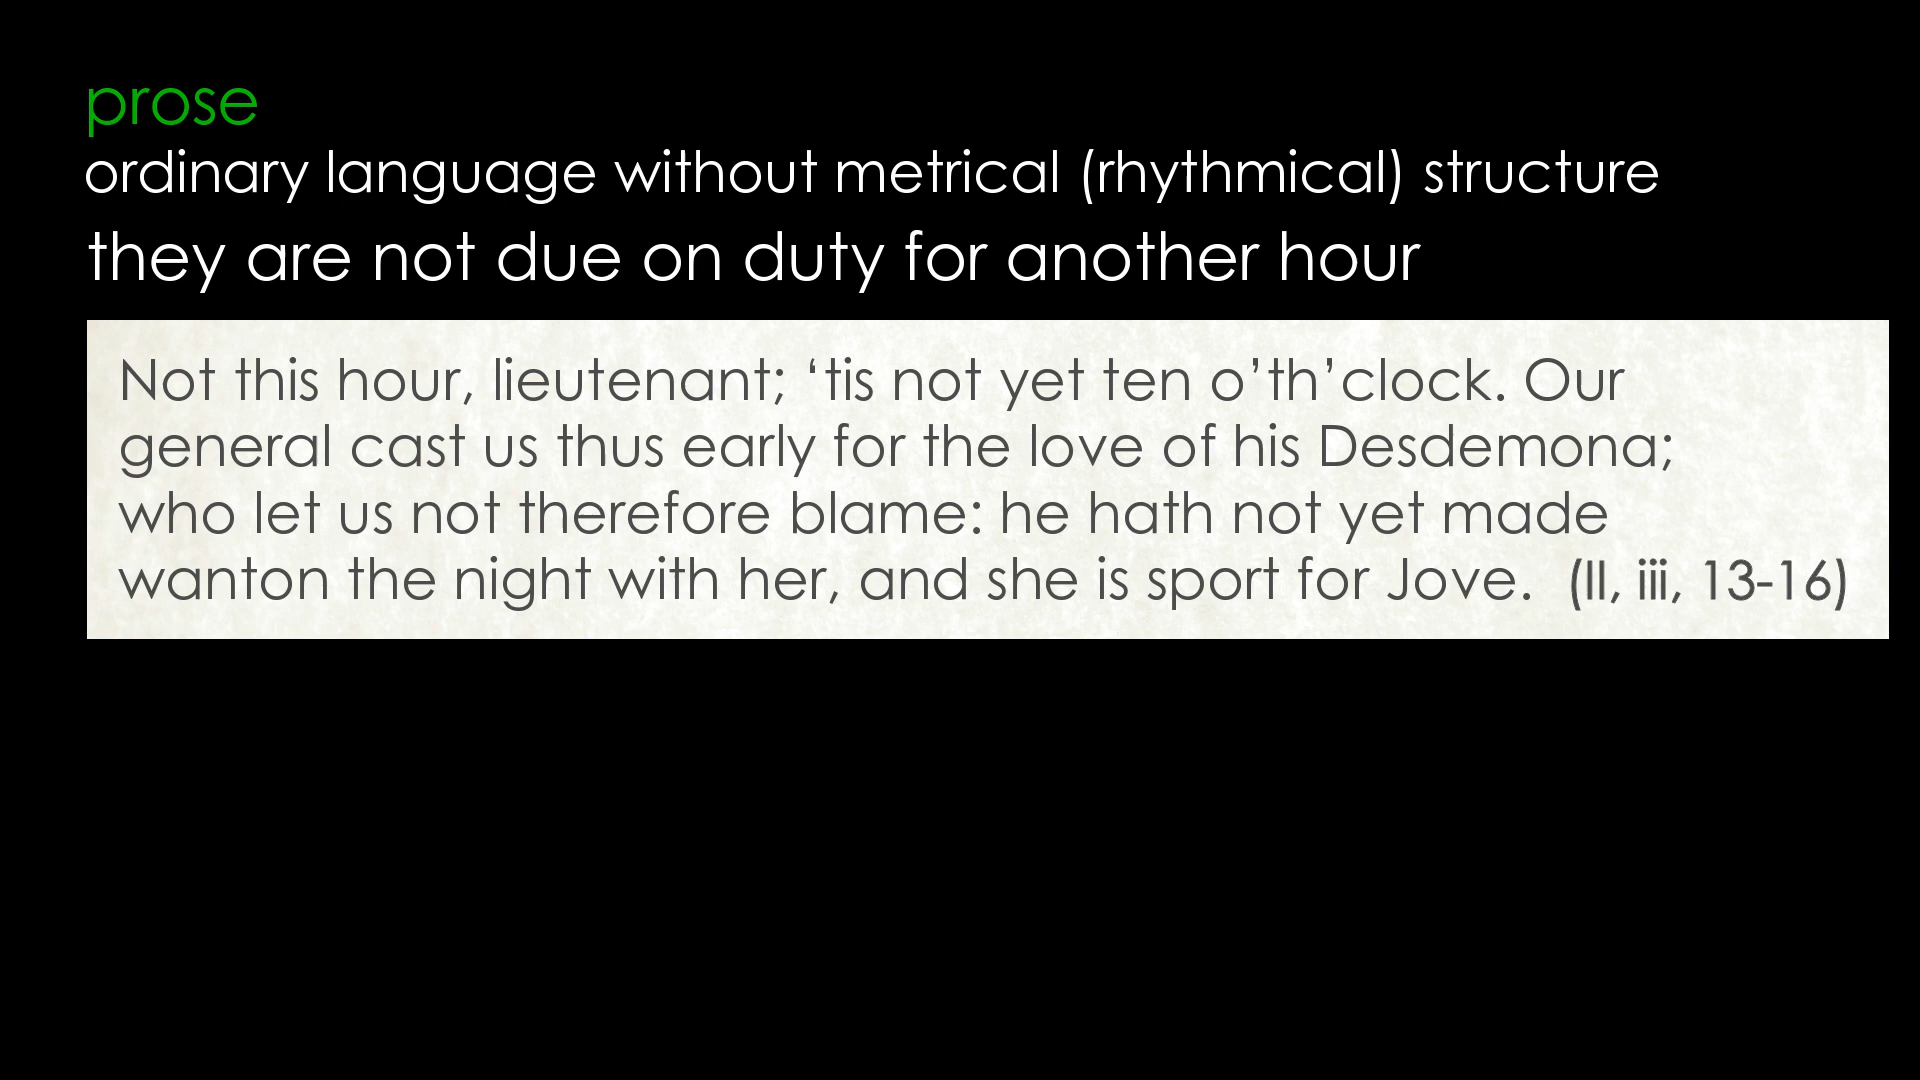 prose
ordinary language without metrical (rhythmical) structure
they are not due on duty for another hour
Not this hour, lieutenant; ‘tis not yet ten o’th’clock. Our
general cast us thus early for the love of his Desdemona;
who let us not therefore blame: he hath not yet made
wanton the night with her, and she is sport for Jove. (II, iii, 13-16)